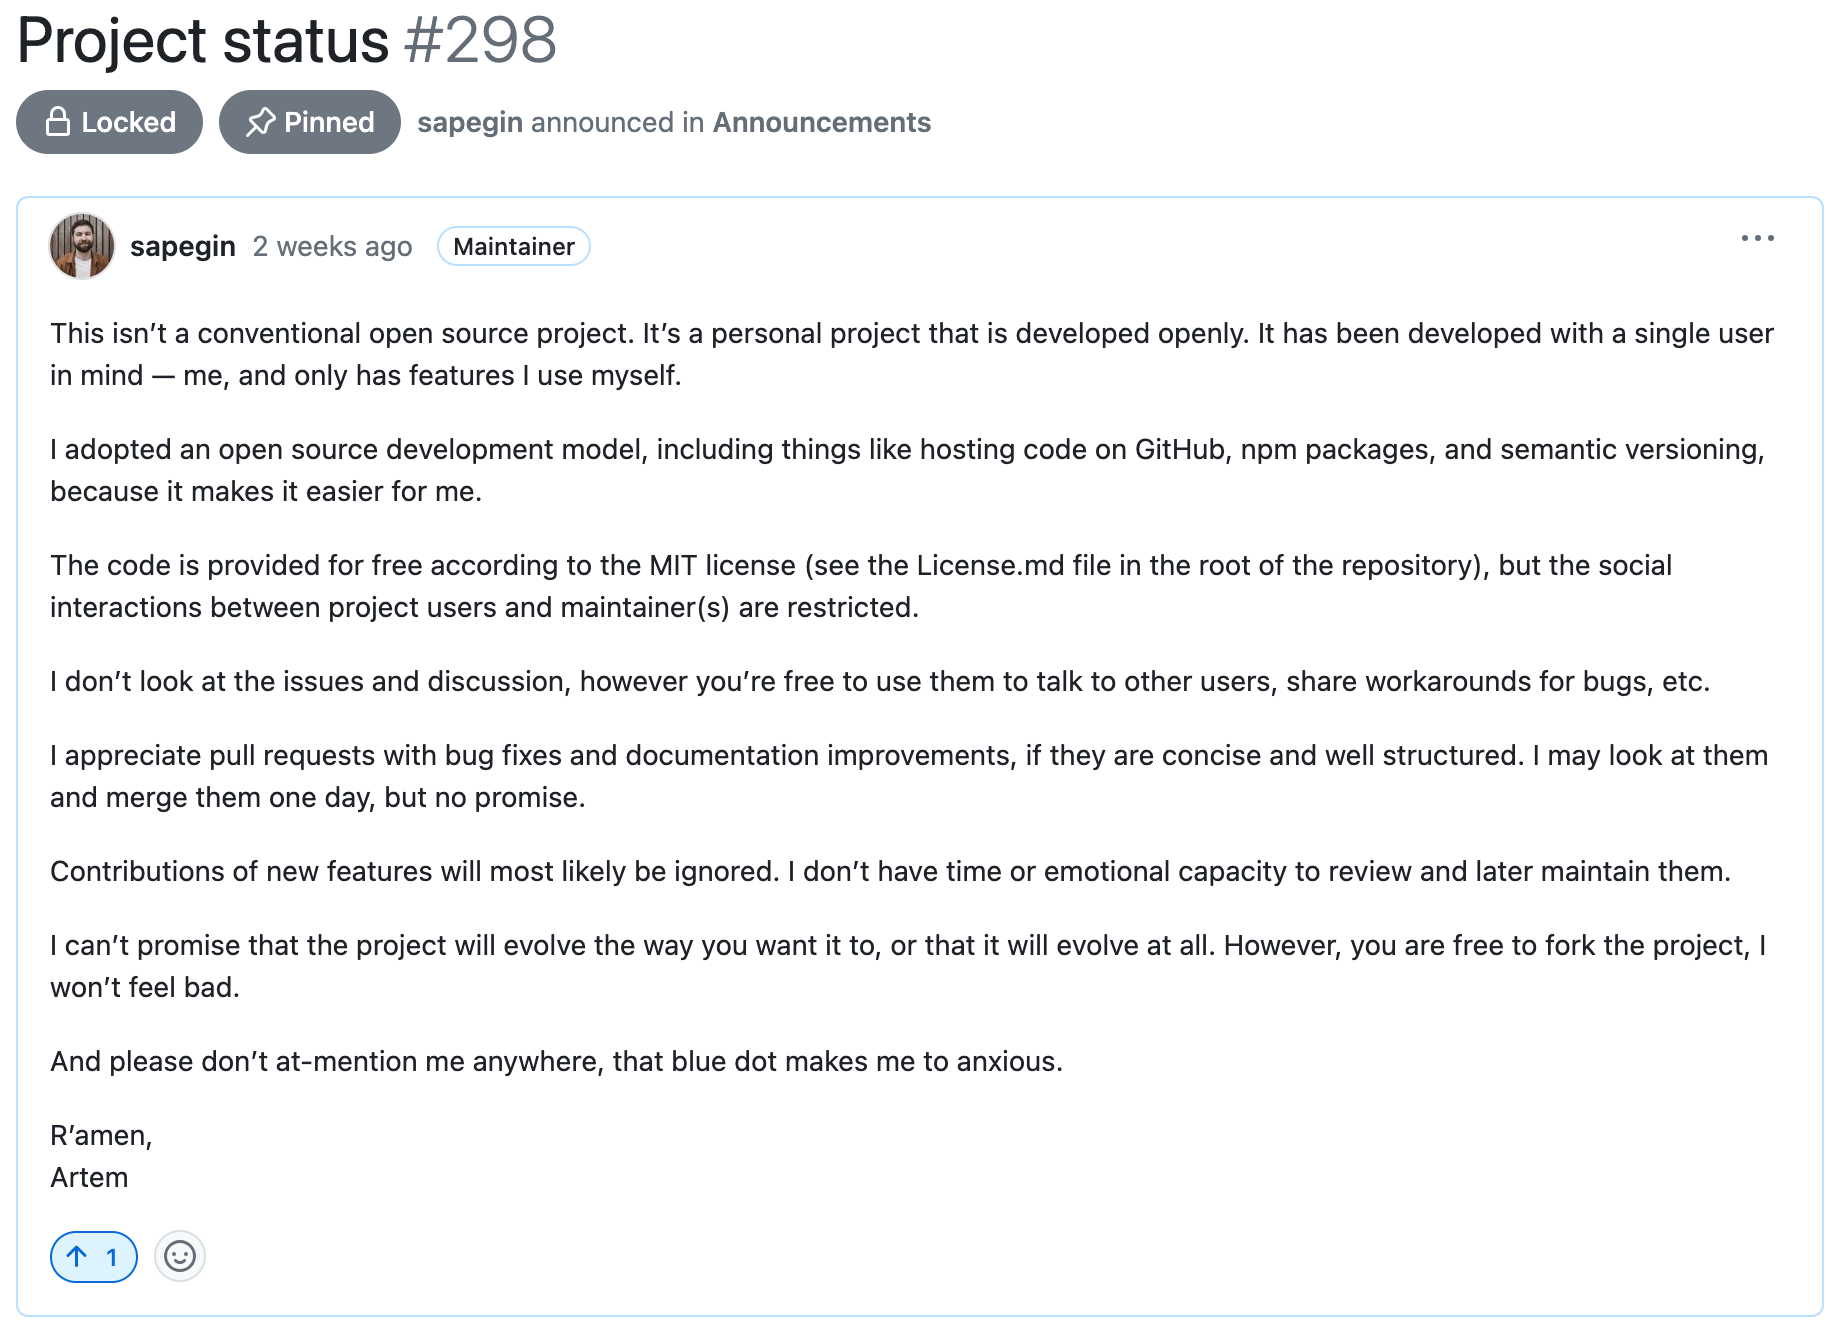 Project status #298
Locked Pinned sapegin announced in Announcements
sapegin 2 weeks ago Maintainer
This isn’t a conventional open source project. It’s a personal project that is developed openly. It has been developed with a single user
in mind — me, and only has features I use myself.
I adopted an open source development model, including things like hosting code on GitHub, npm packages, and semantic versioning,
because it makes it easier for me.
The code is provided for free according to the MIT license (see the License.md file in the root of the repository), but the social
interactions between project users and maintainer(s) are restricted.
I don’t look at the issues and discussion, however you’re free to use them to talk to other users, share workarounds for bugs, etc.
I appreciate pull requests with bug fixes and documentation improvements, if they are concise and well structured. I may look at them
and merge them one day, but no promise.
Contributions of new features will most likely be ignored. I don’t have time or emotional capacity to review and later maintain them.
I can’t promise that the project will evolve the way you want it to, or that it will evolve at all. However, you are free to fork the project, I
won’t feel bad.
And please don’t at-mention me anywhere, that blue dot makes me to anxious.
R’amen,
Artem
1